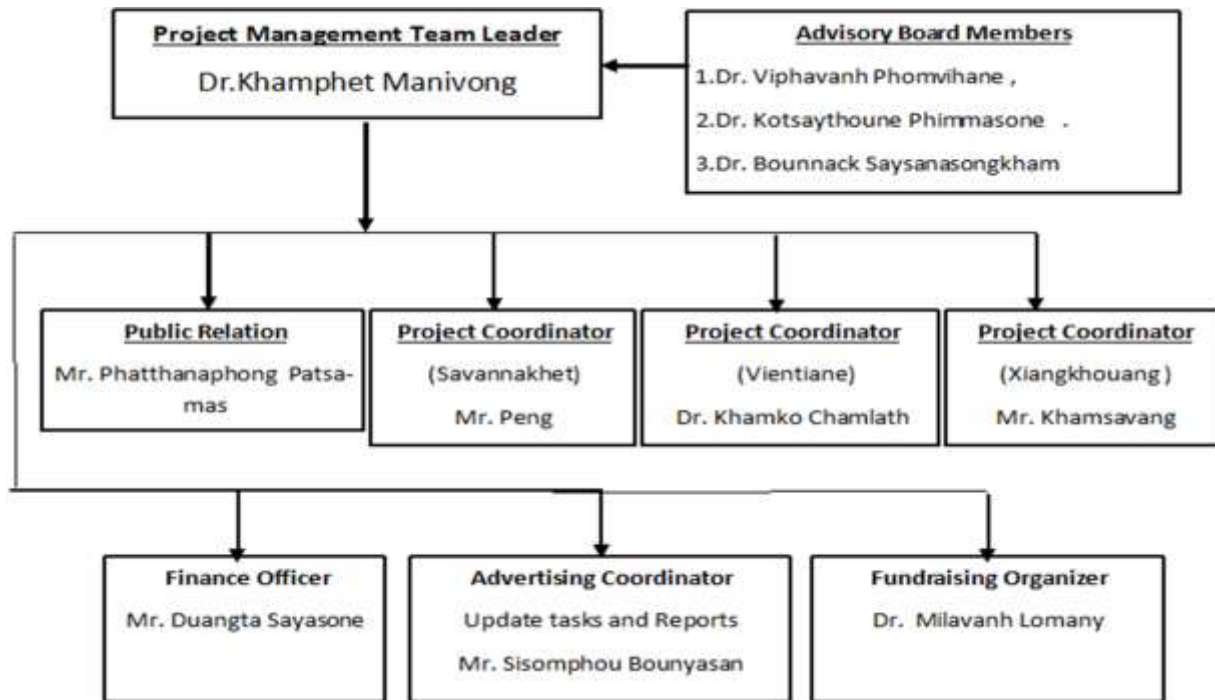 Project Management Team Leader
Dr.Khamphet Manivong
Advisory Board Members
1.Dr. Viphavanh Phomvihane ,
2.Dr. Kotsaythoune Phimmasone .
3.Dr. Bounnack Saysanasongkham
Public Relation
Mr. Phatthanaphong Patsa-
mas
Project Coordinator
(Savannakhet)
Mr. Peng
Project Coordinator
(Vientiane)
Dr. Khamko Chamlath
Project Coordinator
(Xiangkhouang )
Mr. Khamsavang
Finance Officer
Mr. Duangta Sayasone
Advertising Coordinator
Update tasks and Reports
Mr. Sisomphou Bounyasan
Fundraising Organizer
Dr. Milavanh Lomany